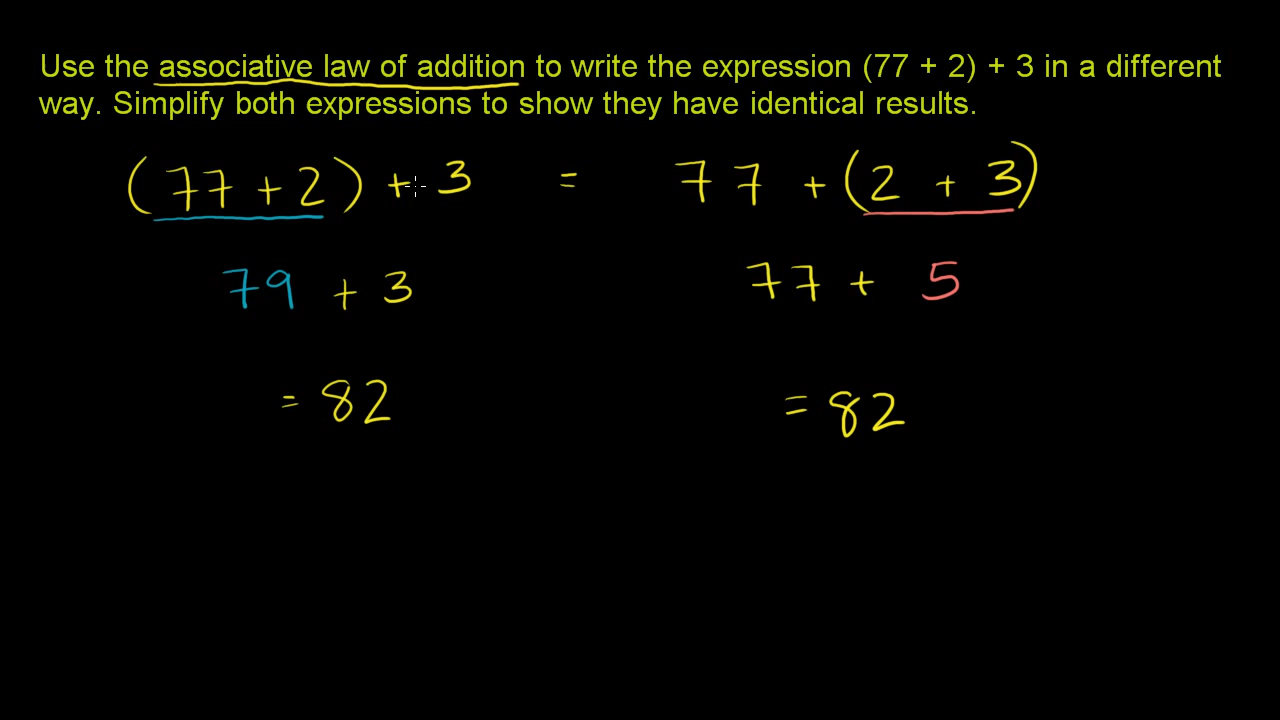 Use the associative law of addition to write the expression (77 + 2) + 3 in a different
way. Simplify both expressions to show they have identical results.
(77+2) + 3 = 77 + (2 + 3)
79 + 3 77 + 5
= 82 = 82